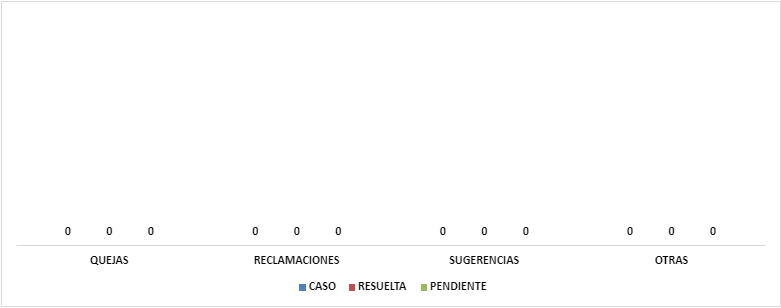 0 0 0 0 0 0 0 0 0 0 0 0
QUEJAS RECLAMACIONES SUGERENCIAS OTRAS
CASO RESUELTA PENDIENTE